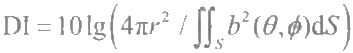 DI = 10 lg(4πr² / ∬_S b²(θ,ϕ)dS)